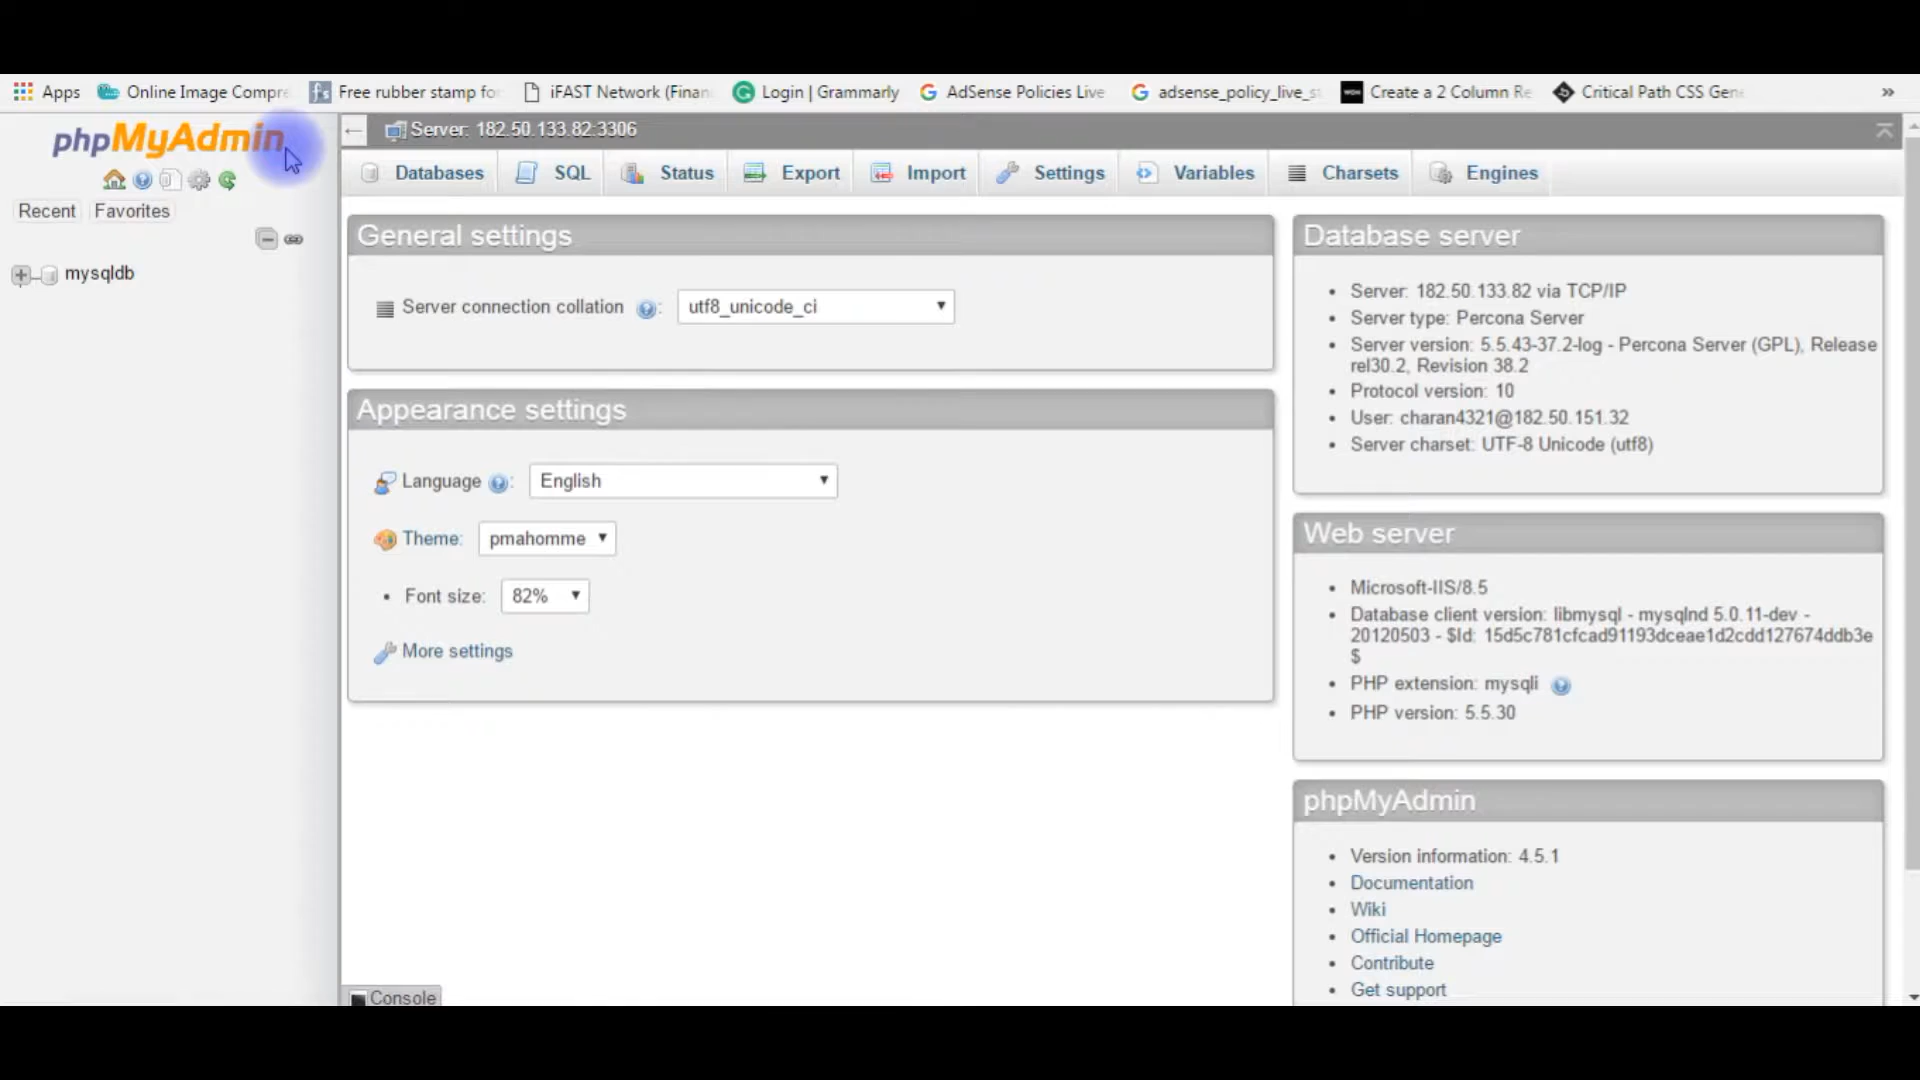 Apps Online Image Compre Free rubber stamp fo iFAST Network (Finan Login | Grammarly AdSense Policies Live adsense_policy_live_s Create a 2 Column Re Critical Path CSS Gen »
phpMyAdmin
Server: 182.50.133.82:3306
Databases SQL Status Export Import Settings Variables Charsets Engines
Recent Favorites
mysqldb
General settings
Server connection collation : utf8_unicode_ci
Appearance settings
Language : English
Theme: pmahomme
• Font size: 82%
More settings
Database server
• Server: 182.50.133.82 via TCP/IP
• Server type: Percona Server
• Server version: 5.5.43-37.2-log - Percona Server (GPL), Release
rel30.2, Revision 38.2
• Protocol version: 10
• User: charan4321@182.50.151.32
• Server charset: UTF-8 Unicode (utf8)
Web server
• Microsoft-IIS/8.5
• Database client version: libmysql - mysqlnd 5.0.11-dev -
20120503 - $Id: 15d5c781cfcad91193dceae1d2cdd127674ddb3e
$
• PHP extension: mysqli
• PHP version: 5.5.30
phpMyAdmin
• Version information: 4.5.1
• Documentation
• Wiki
• Official Homepage
• Contribute
• Get support
Console